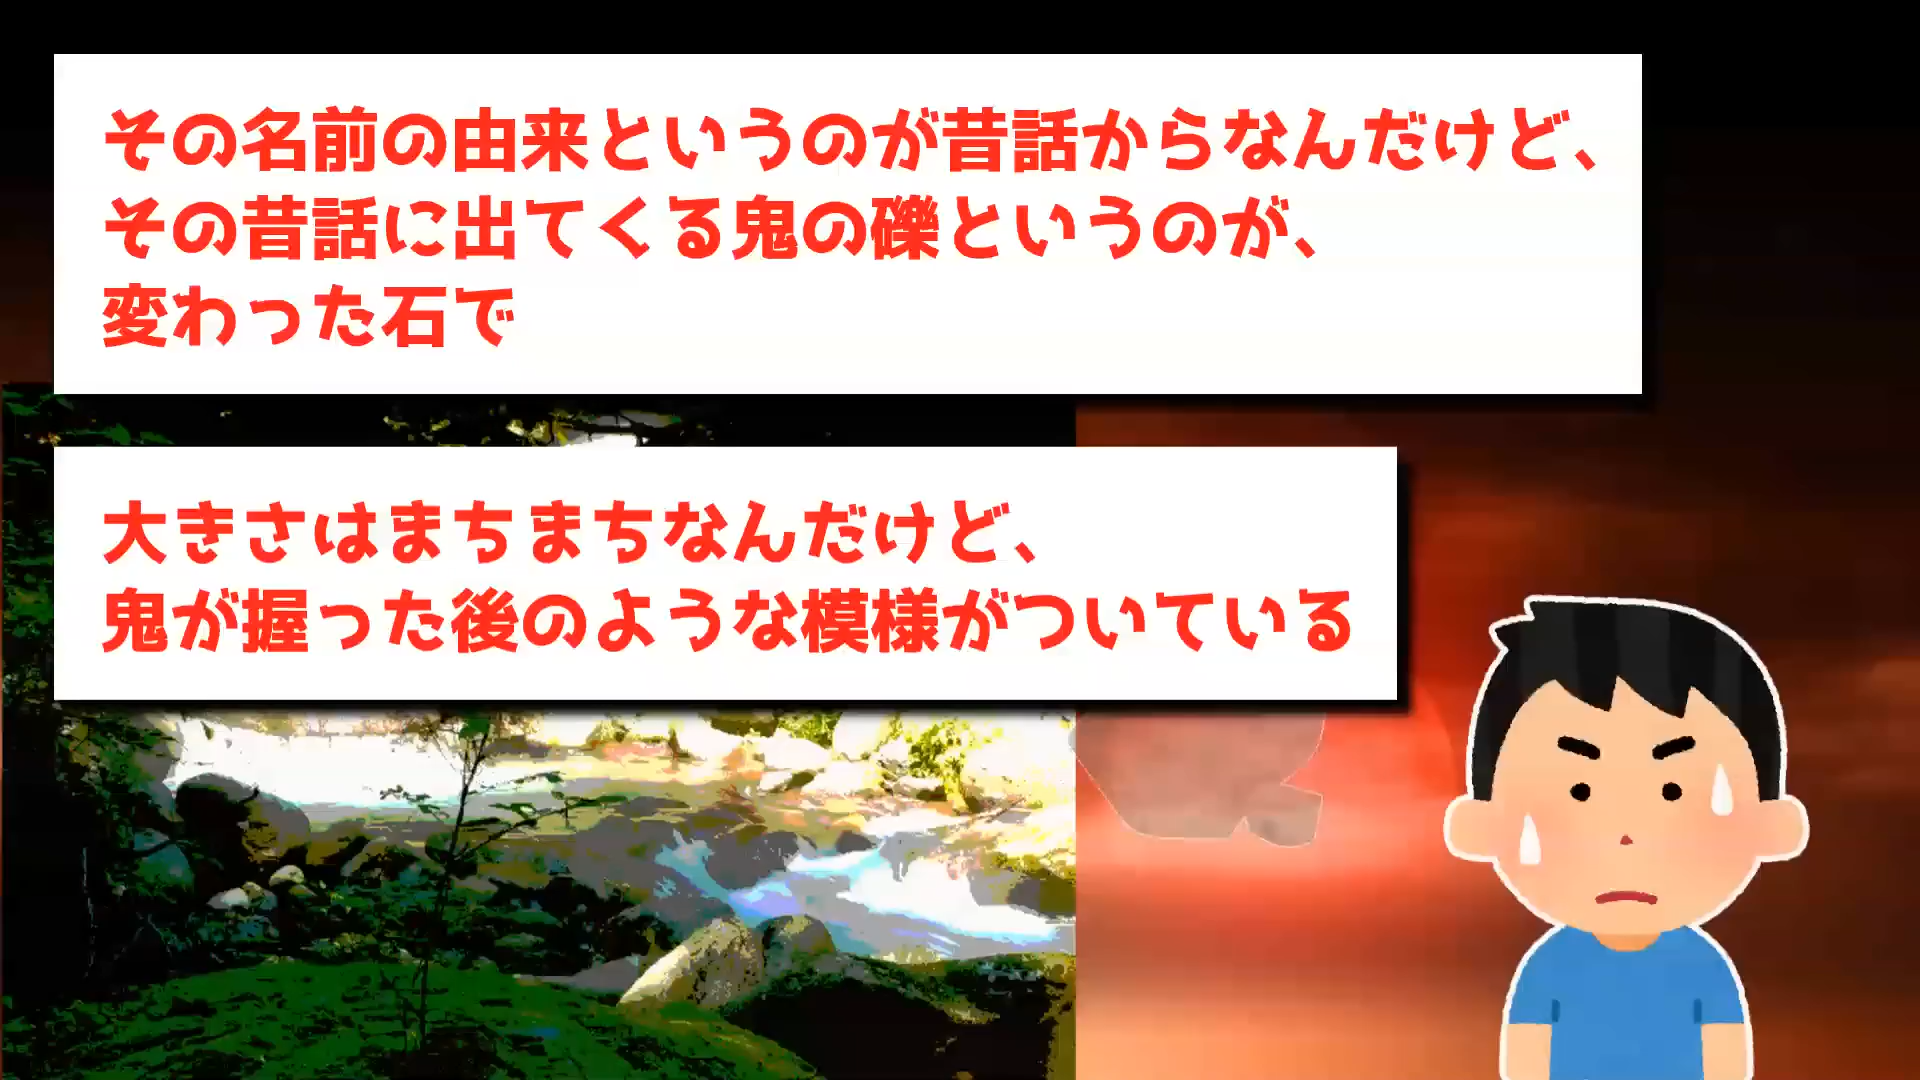 その名前の由来というのが昔話からなんだけど、
その昔話に出てくる鬼の礫というのが、
変わった石で
大きさはまちまちなんだけど、
鬼が握った後のような模様がついている